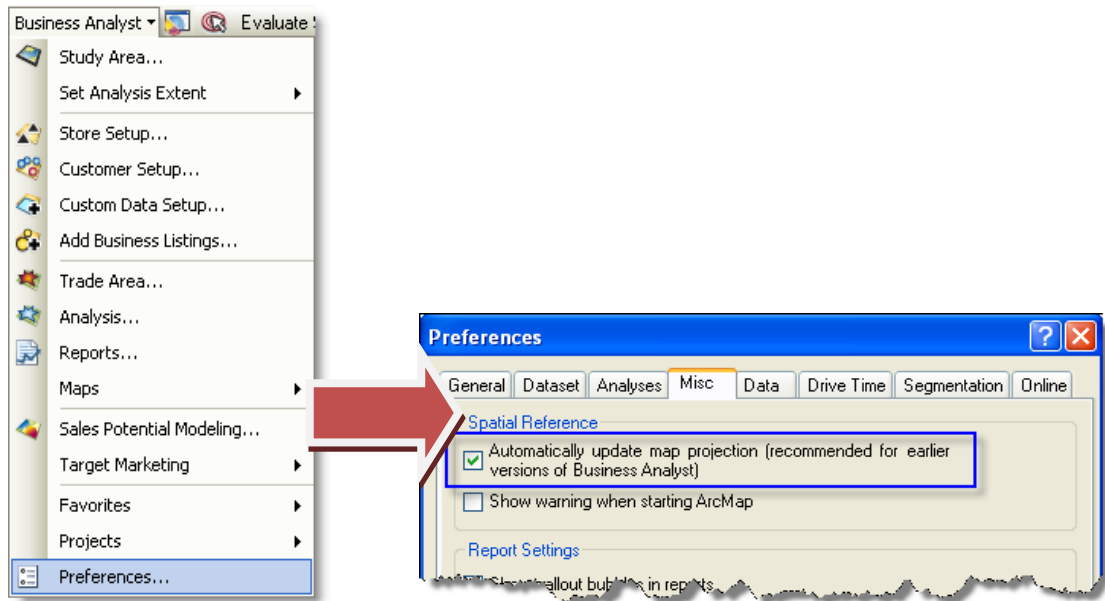 Business Analyst
Evaluate
Study Area...
Set Analysis Extent
Store Setup...
Customer Setup...
Custom Data Setup...
Add Business Listings...
Trade Area...
Analysis...
Reports...
Maps
Sales Potential Modeling...
Target Marketing
Favorites
Projects
Preferences...
Preferences
General Dataset Analyses Misc Data Drive Time Segmentation Online
Spatial Reference
Automatically update map projection (recommended for earlier
versions of Business Analyst)
Show warning when starting ArcMap
Report Settings
in reports